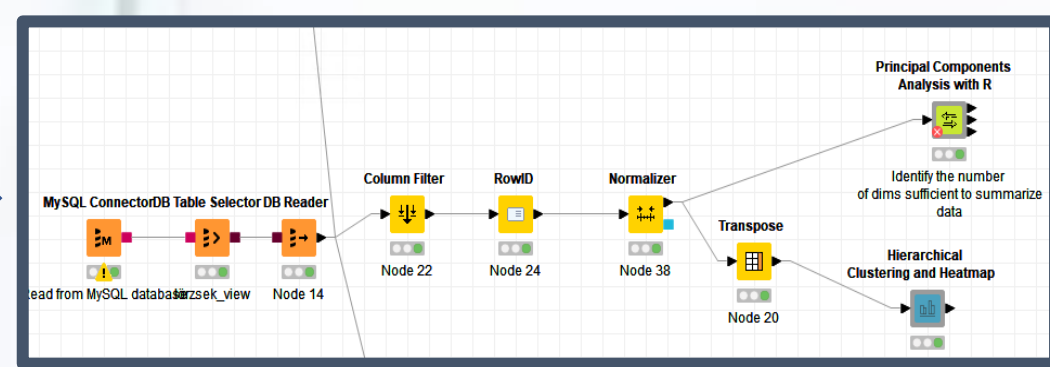 Principal Components
Analysis with R
Identify the number
of dims sufficient to summarize
data
Column Filter
RowID
Normalizer
MySQL Connector
DB Table Selector
DB Reader
Transpose
Node 22
Node 24
Node 38
Hierarchical
Clustering and Heatmap
ead from MySQL database
Node 14
Node 20